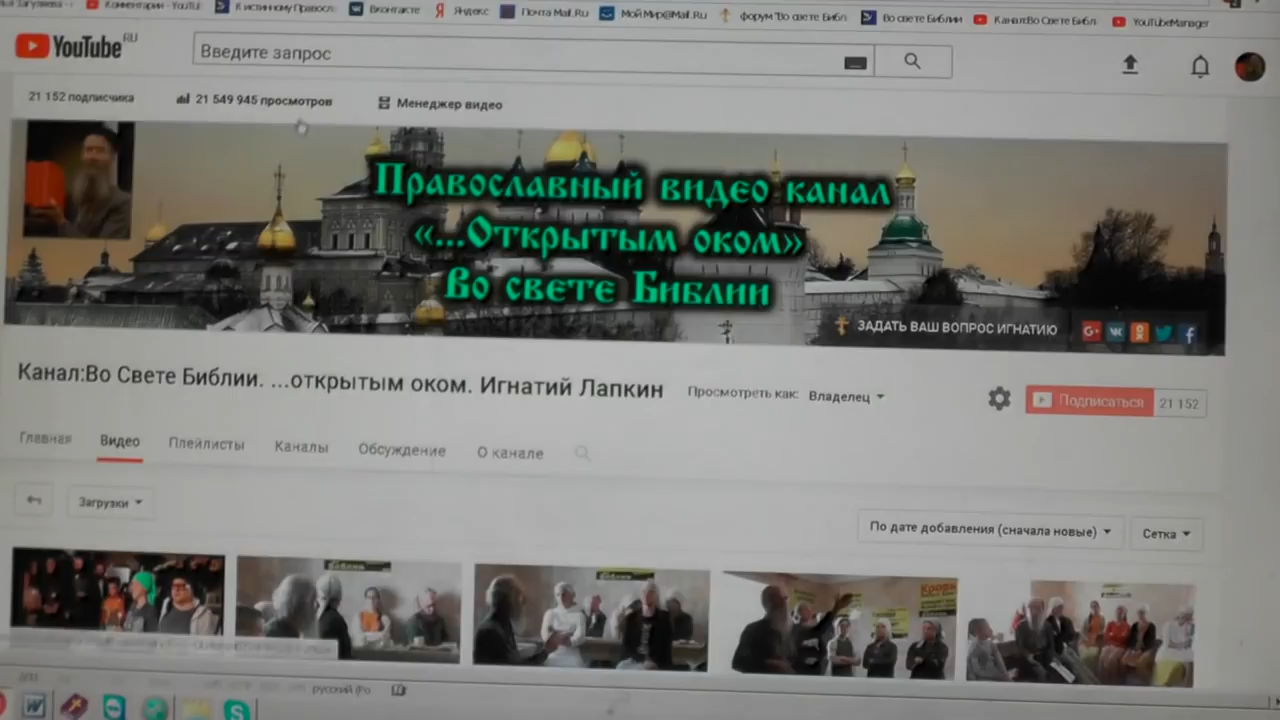 Комментарии - YouTu
К истинному Правосл
Вконтакте
Яндекс
Почта Mail.Ru
МойМир@Mail.Ru
форум "Во свете Библ
Во свете Библии
Канал:Во Свете Библ
YouTubeManager
YouTube RU
Введите запрос
21 152 подписчика
21 549 945 просмотров
Менеджер видео
Православный видео канал
«...Открытым оком»
Во свете Библии
ЗАДАТЬ ВАШ ВОПРОС ИГНАТИЮ
Канал:Во Свете Библии. ...открытым оком. Игнатий Лапкин
Просмотреть как: Владелец
Подписаться 21 152
Главная Видео Плейлисты Каналы Обсуждение О канале
Загрузки
По дате добавления (сначала новые)
Сетка
Кровь
русский (Ро